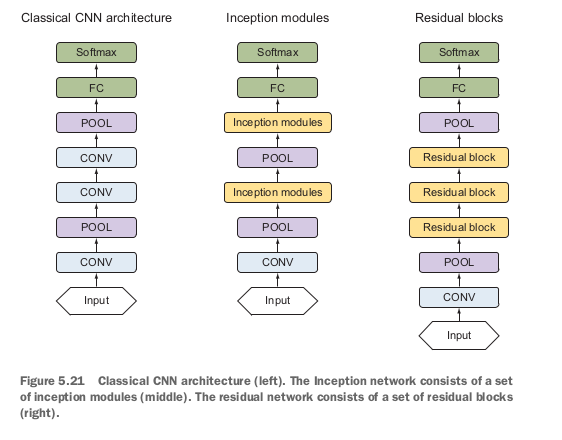 Classical CNN architecture
Softmax
FC
POOL
CONV
CONV
POOL
CONV
Input
Inception modules
Softmax
FC
Inception modules
POOL
Inception modules
POOL
CONV
Input
Residual blocks
Softmax
FC
POOL
Residual block
Residual block
Residual block
POOL
CONV
Input
Figure 5.21 Classical CNN architecture (left). The Inception network consists of a set
of inception modules (middle). The residual network consists of a set of residual blocks
(right).